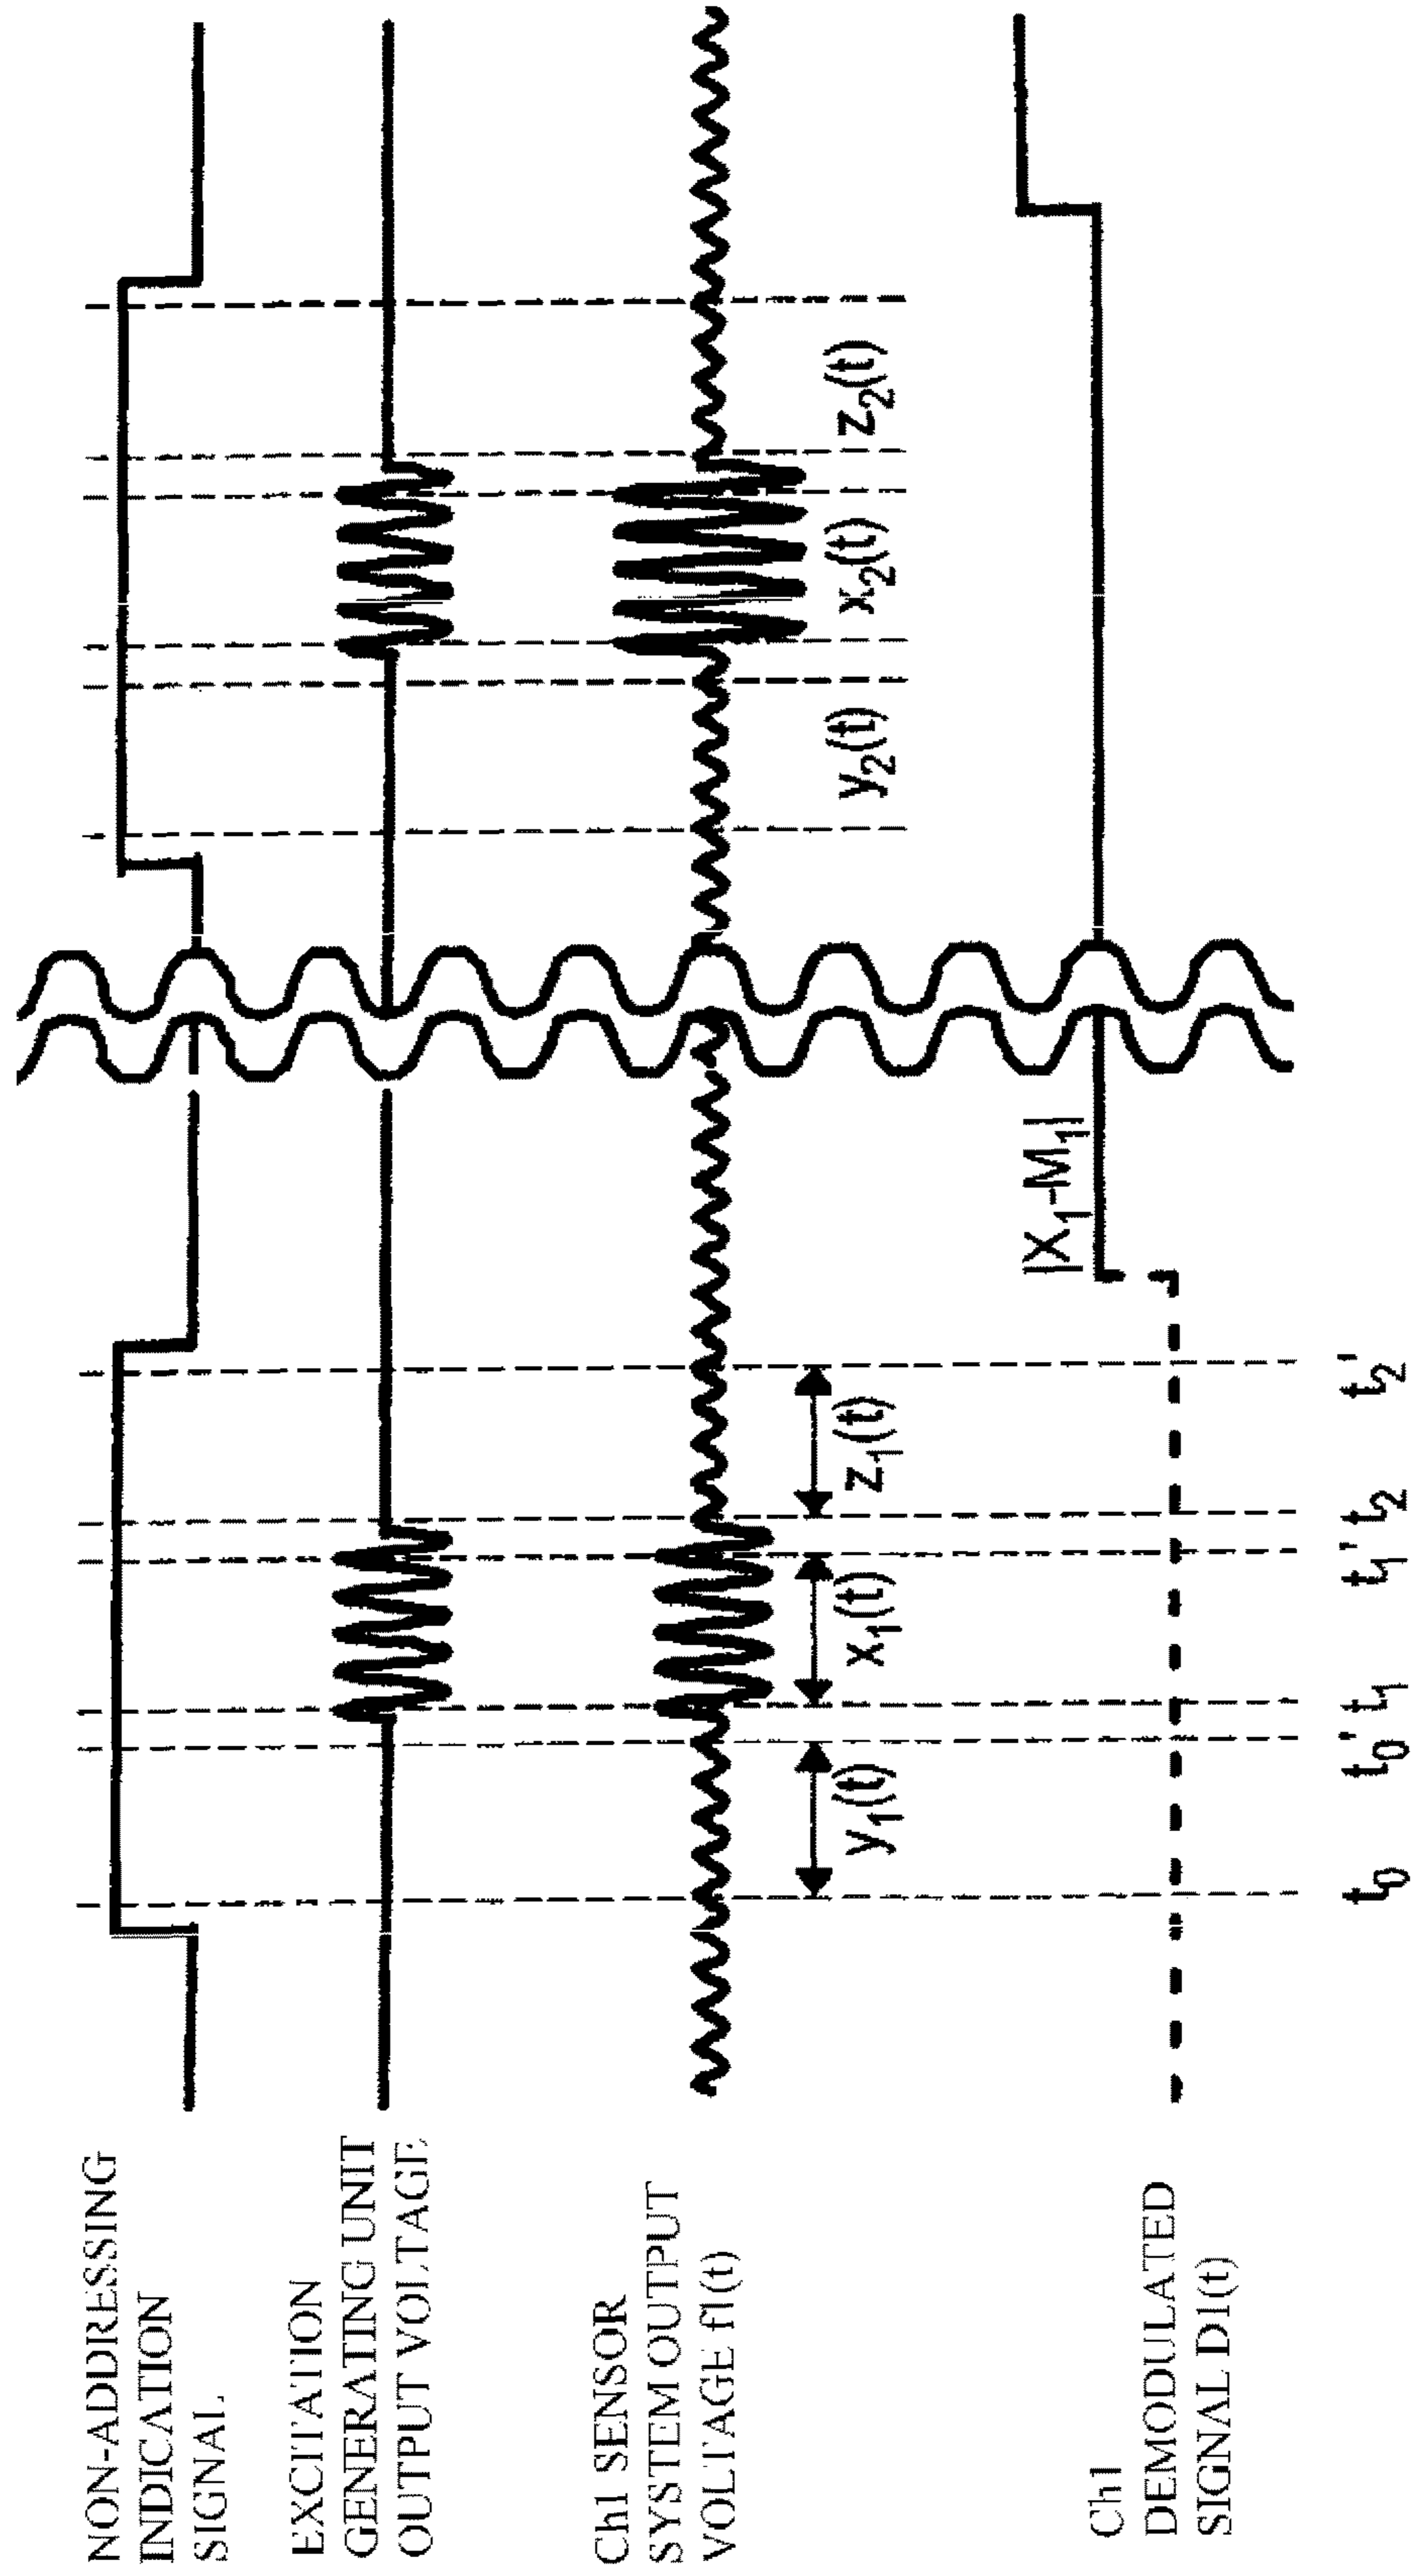 NON-ADDRESSING
INDICATION
SIGNAL
EXCITATION
GENERATING UNIT
OUTPUT VOLTAGE
Ch1 SENSOR
SYSTEM OUTPUT
VOLTAGE f1(t)
y₁(t)
x₁(t)
z₁(t)
y₂(t)
x₂(t)
z₂(t)
|X₁-M₁|
Ch1
DEMODULATED
SIGNAL D1(t)
t₀ t₀' t₁ t₁' t₂ t₂'